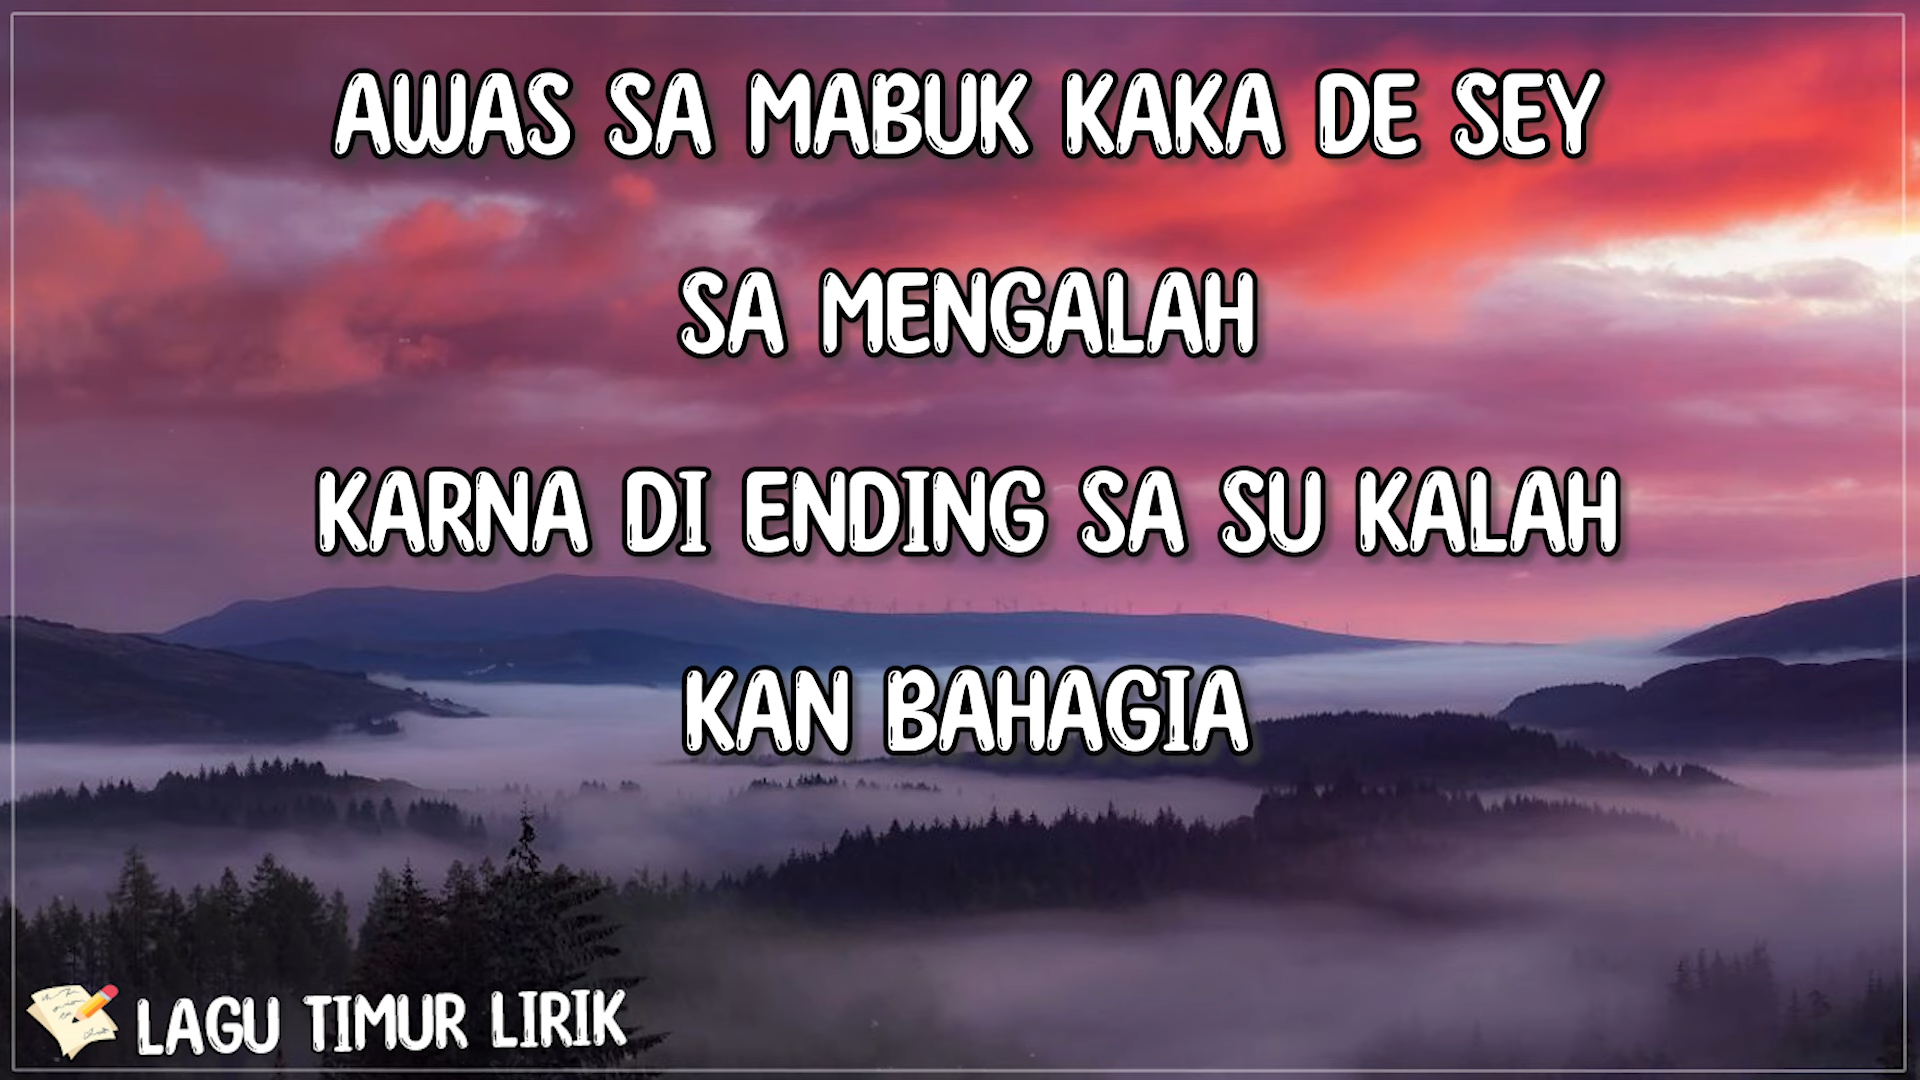 AWAS SA MABUK KAKA DE SEY
SA MENGALAH
KARNA DI ENDING SA SU KALAH
KAN BAHAGIA
LAGU TIMUR LIRIK